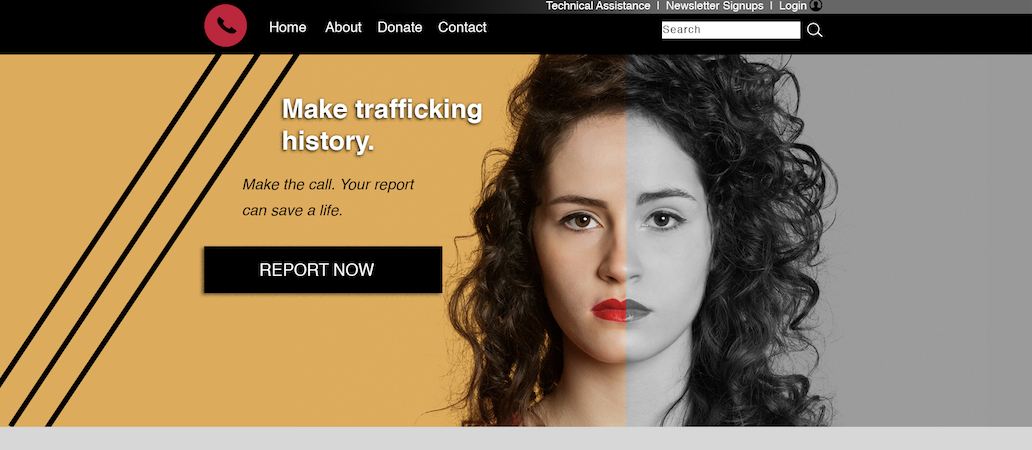 Technical Assistance | Newsletter Signups | Login
Home About Donate Contact
Search
Make trafficking
history.
Make the call. Your report
can save a life.
REPORT NOW